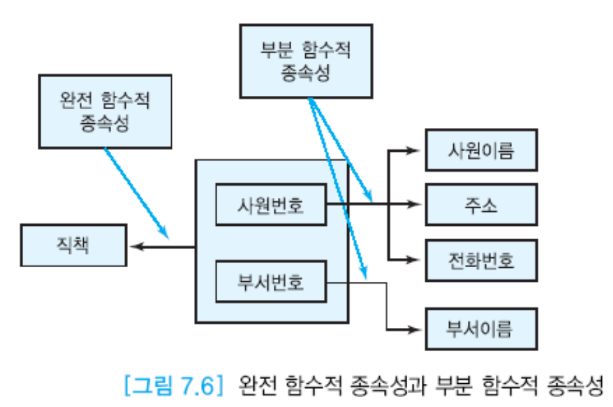 부분 함수적
종속성
완전 함수적
종속성
사원이름
사원번호
주소
직책
전화번호
부서번호
부서이름
[그림 7.6] 완전 함수적 종속성과 부분 함수적 종속성